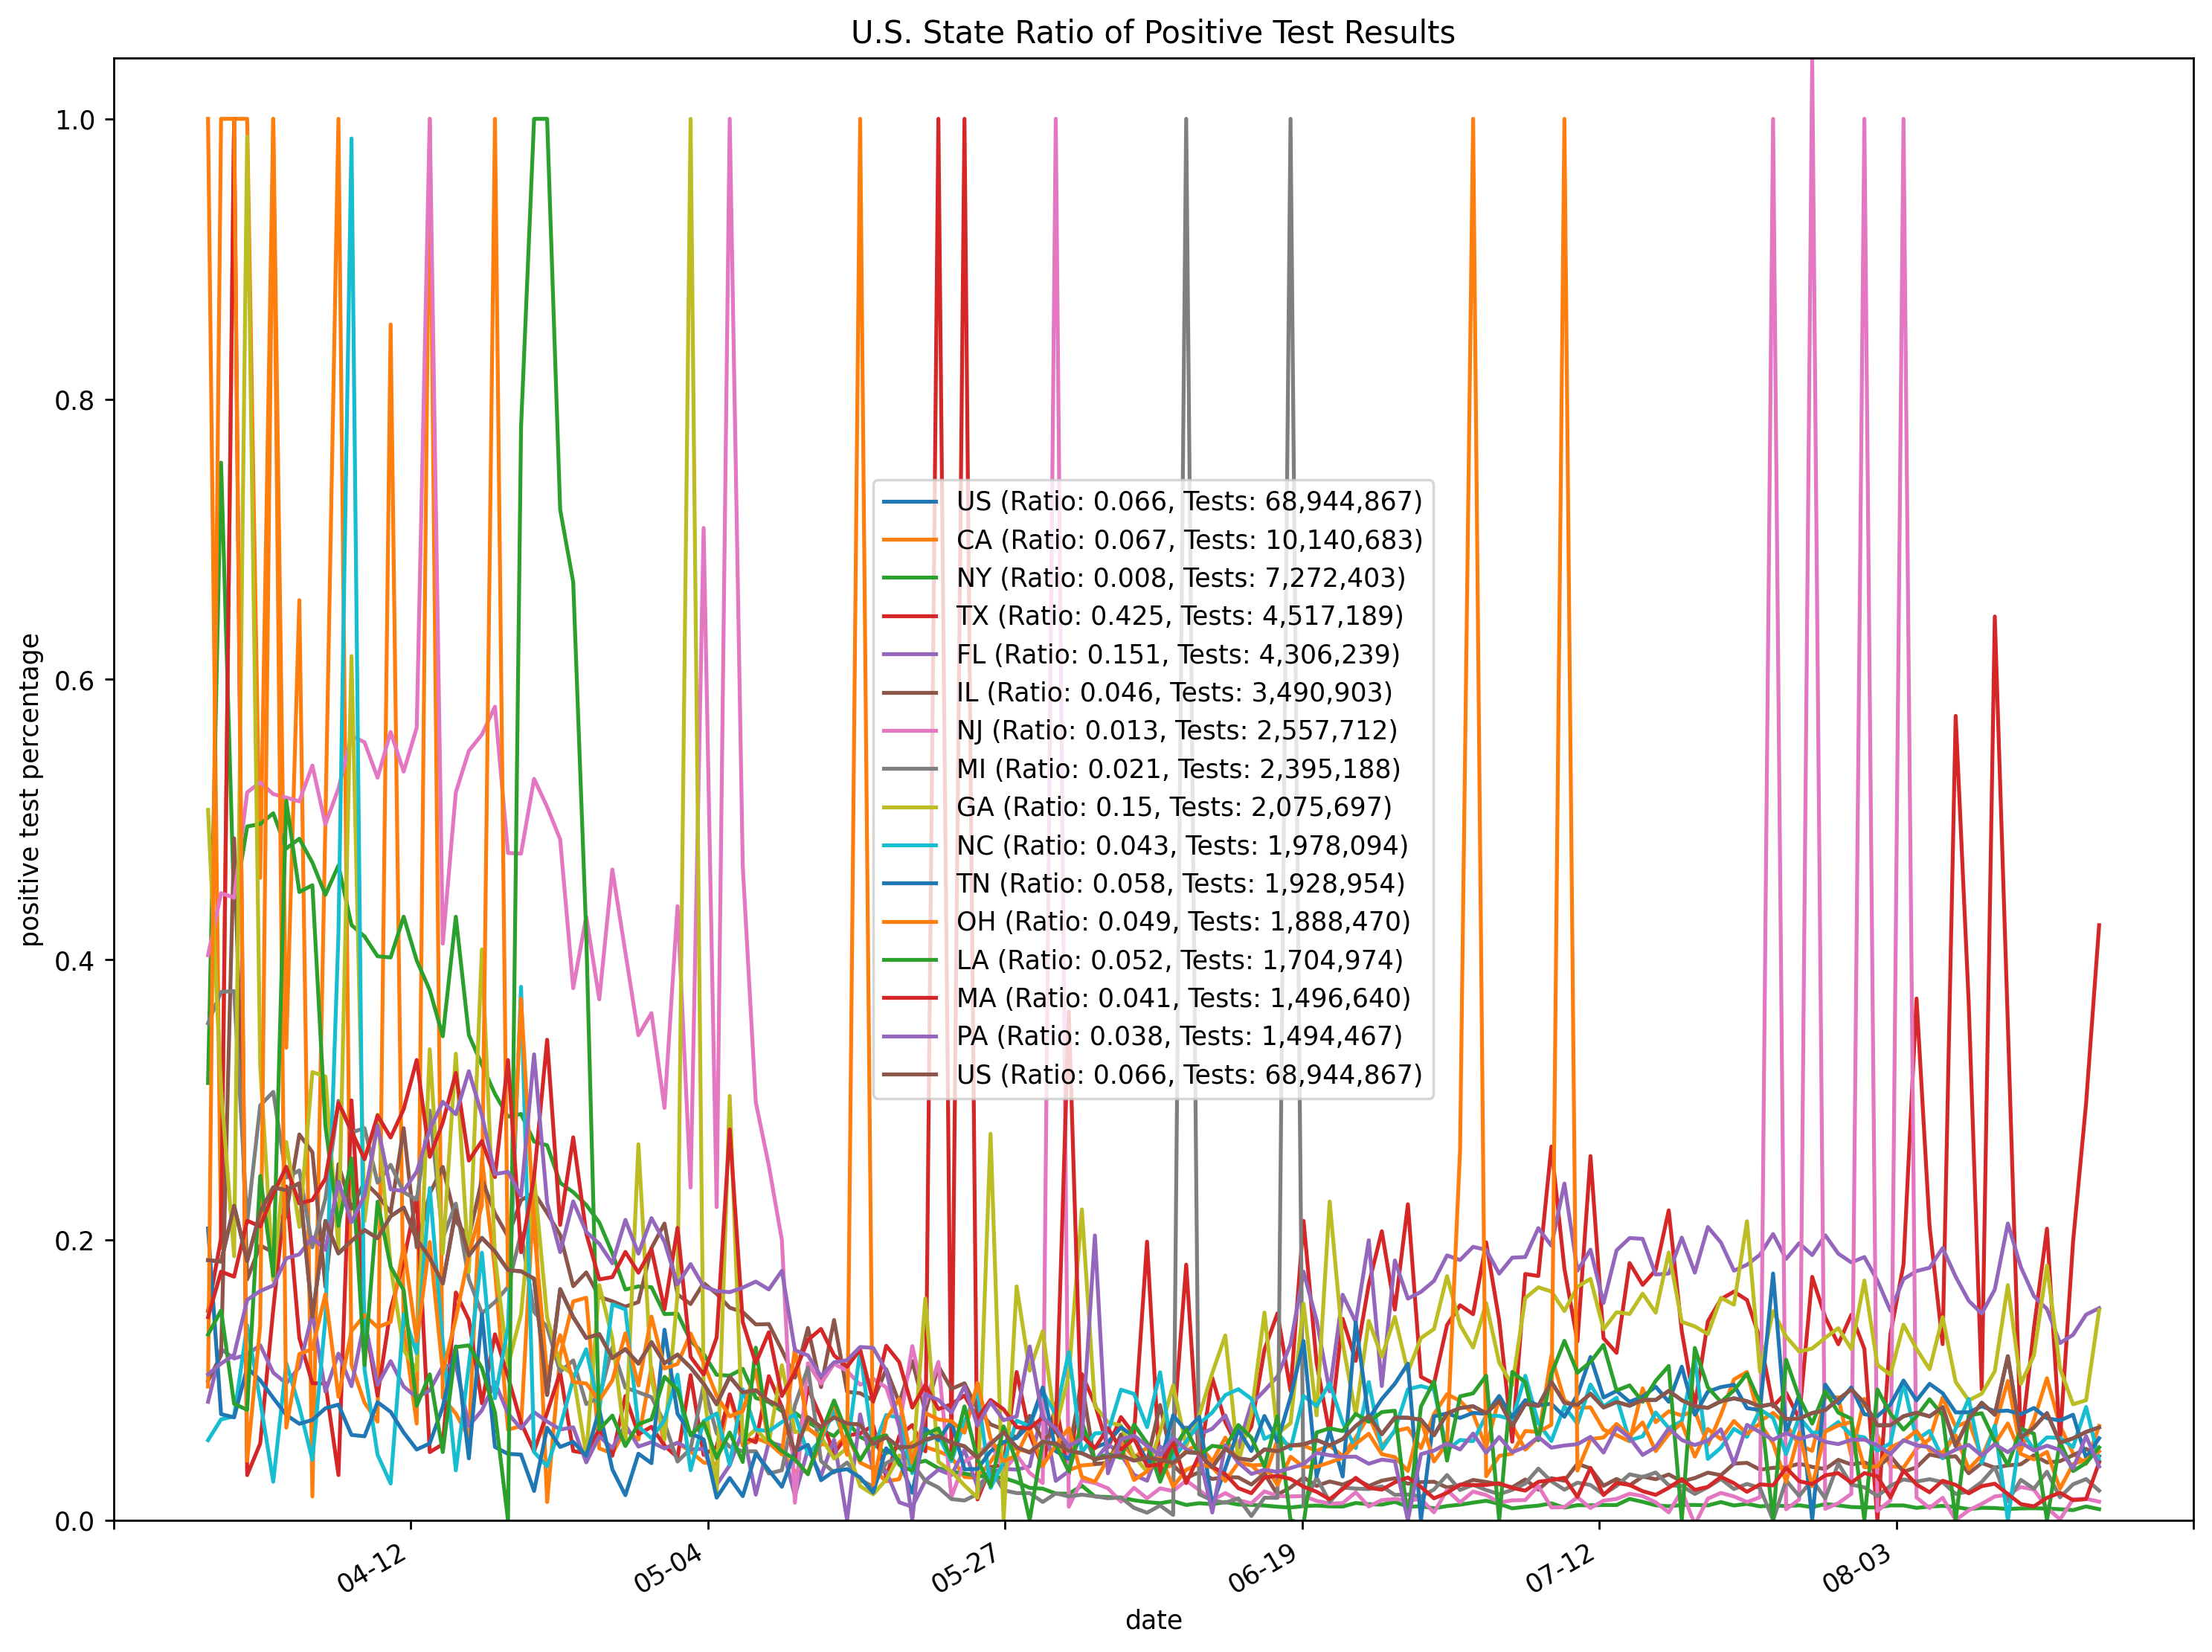 U.S. State Ratio of Positive Test Results
positive test percentage
1.0
0.8
0.6
0.4
0.2
0.0
US (Ratio: 0.066, Tests: 68,944,867)
CA (Ratio: 0.067, Tests: 10,140,683)
NY (Ratio: 0.008, Tests: 7,272,403)
TX (Ratio: 0.425, Tests: 4,517,189)
FL (Ratio: 0.151, Tests: 4,306,239)
IL (Ratio: 0.046, Tests: 3,490,903)
NJ (Ratio: 0.013, Tests: 2,557,712)
MI (Ratio: 0.021, Tests: 2,395,188)
GA (Ratio: 0.15, Tests: 2,075,697)
NC (Ratio: 0.043, Tests: 1,978,094)
TN (Ratio: 0.058, Tests: 1,928,954)
OH (Ratio: 0.049, Tests: 1,888,470)
LA (Ratio: 0.052, Tests: 1,704,974)
MA (Ratio: 0.041, Tests: 1,496,640)
PA (Ratio: 0.038, Tests: 1,494,467)
US (Ratio: 0.066, Tests: 68,944,867)
04-12
05-04
05-27
06-19
07-12
08-03
date